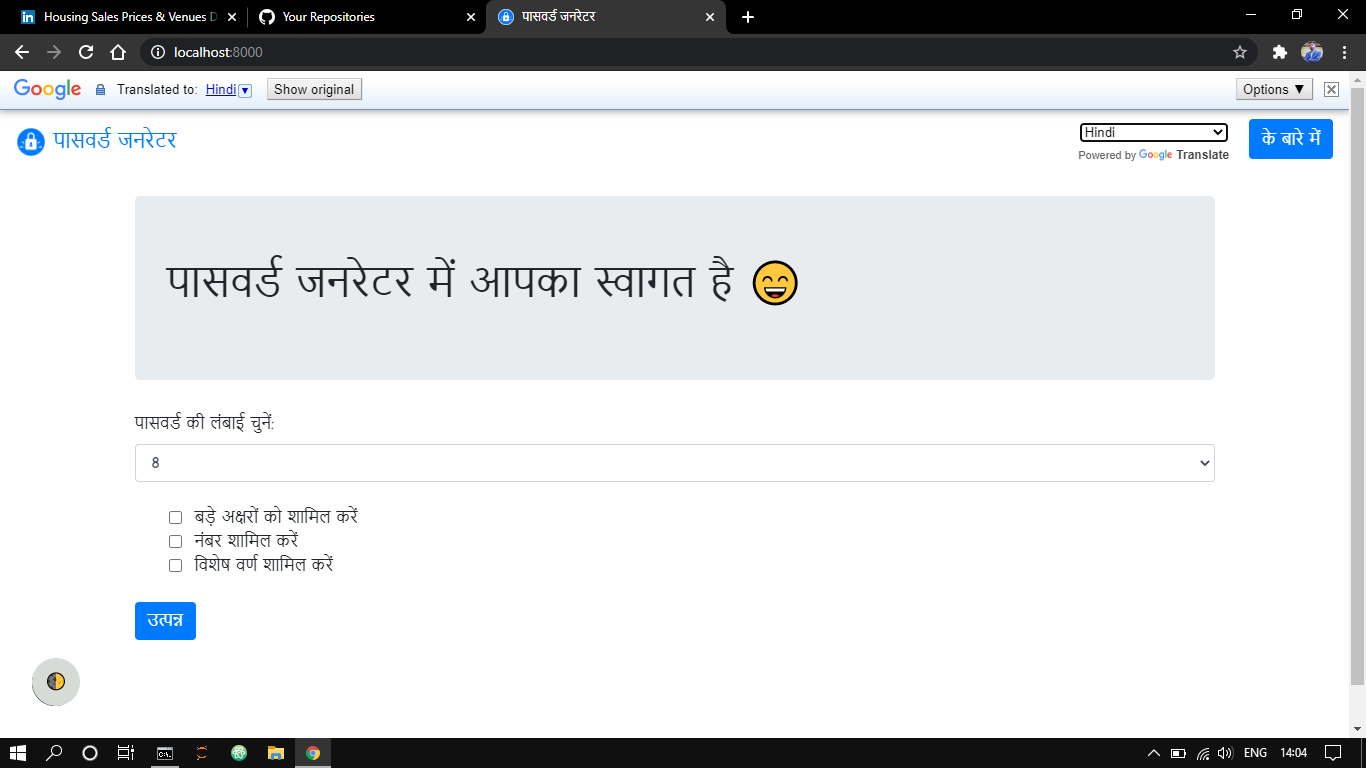 Housing Sales Prices & Venues D
Your Repositories
पासवर्ड जनरेटर
localhost:8000
Google Translated to: Hindi ▼ Show original Options ▼
पासवर्ड जनरेटर
Hindi
Powered by Google Translate
के बारे में
पासवर्ड जनरेटर में आपका स्वागत है 😄
पासवर्ड की लंबाई चुनें:
8
बड़े अक्षरों को शामिल करें
नंबर शामिल करें
विशेष वर्ण शामिल करें
उत्पन्न
ENG 14:04